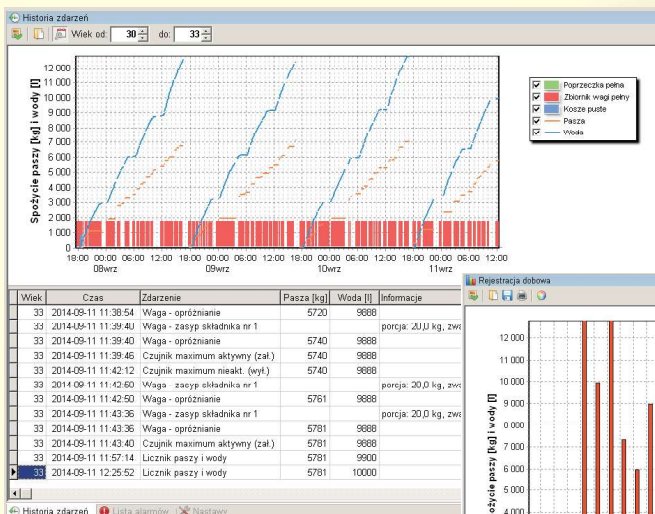 Historia zdarzeń
Wiek od: 30 do: 33
Spożycie paszy [kg] i wody [l]
12 000
11 000
10 000
9 000
8 000
7 000
6 000
5 000
4 000
3 000
2 000
1 000
0
18:00 00:00 06:00 12:00 18:00 00:00 06:00 12:00 18:00 00:00 06:00 12:00 18:00 00:00 06:00 12:00
08wrz 09wrz 10wrz 11wrz
Poprzeczka pełna
Zbiornik wagi pełny
Kosze puste
Pasza
Woda
Wiek Czas Zdarzenie Pasza [kg] Woda [l] Informacje
33 2014-09-11 11:38:54 Waga - opróżnianie 5720 9888
33 2014-09-11 11:39:40 Waga - zasyp składnika nr 1 porcja: 20,0 kg, zwa
33 2014-09-11 11:39:40 Waga - opróżnianie 5740 9888
33 2014-09-11 11:39:46 Czujnik maximum aktywny (zał.) 5740 9888
33 2014-09-11 11:42:12 Czujnik maximum nieakt. (wył.) 5740 9888
33 2014-09-11 11:42:50 Waga - zasyp składnika nr 1 porcja: 20,0 kg, zwa
33 2014-09-11 11:42:50 Waga - opróżnianie 5761 9888
33 2014-09-11 11:43:36 Waga - zasyp składnika nr 1 porcja: 20,0 kg, zwa
33 2014-09-11 11:43:36 Waga - opróżnianie 5781 9888
33 2014-09-11 11:43:40 Czujnik maximum aktywny (zał.) 5781 9888
33 2014-09-11 11:57:14 Licznik paszy i wody 5781 9900
33 2014-09-11 12:25:52 Licznik paszy i wody 5781 10000
Historia zdarzeń Lista alarmów Nastawy
Rejestracja dobowa
ożycie paszy [kg] i wody [l]
12 000
11 000
10 000
9 000
8 000
7 000
6 000
5 000
4 000